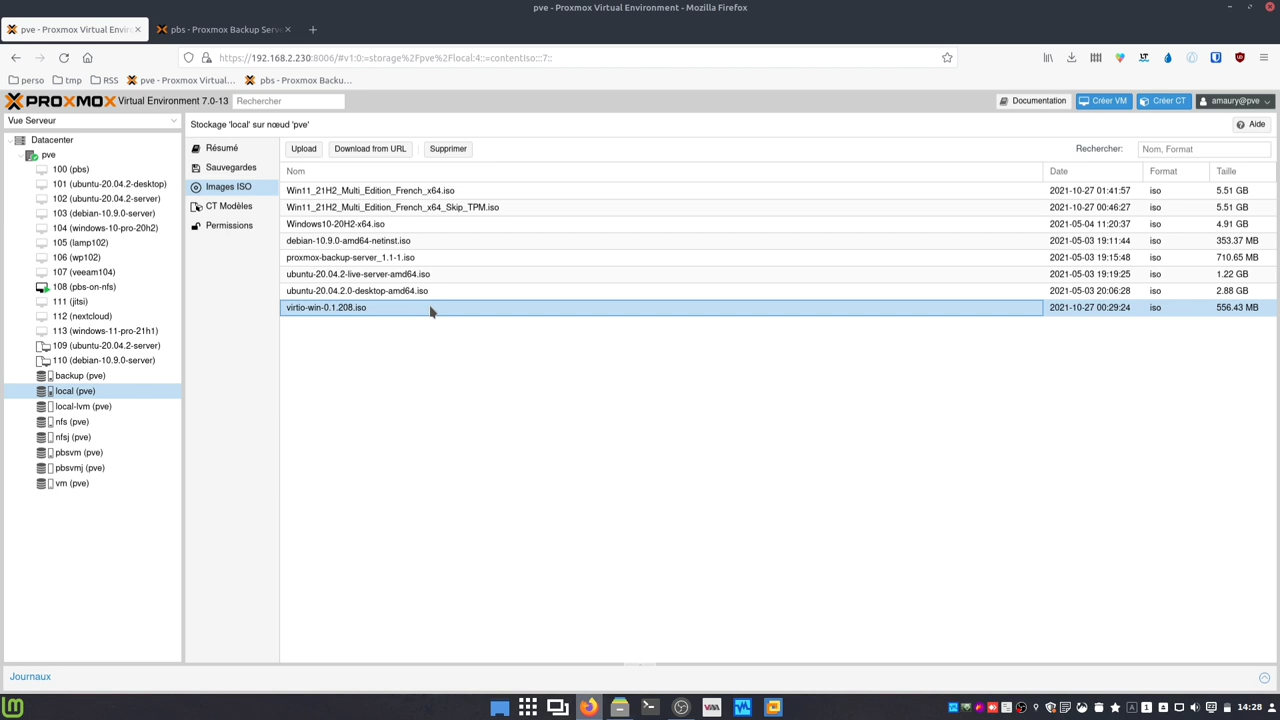 pve - Proxmox Virtual Environment - Mozilla Firefox
pve - Proxmox Virtual Enviro
pbs - Proxmox Backup Serve
https://192.168.2.230:8006/#v1:0:=storage%2Fpve%2Flocal:4::=contentIso:::7::
perso
tmp
RSS
pve - Proxmox Virtual…
pbs - Proxmox Backu…
PROXMOX Virtual Environment 7.0-13
Rechercher
Documentation
Créer VM
Créer CT
amaury@pve
Vue Serveur
Stockage 'local' sur nœud 'pve'
Aide
Datacenter
pve
100 (pbs)
101 (ubuntu-20.04.2-desktop)
102 (ubuntu-20.04.2-server)
103 (debian-10.9.0-server)
104 (windows-10-pro-20h2)
105 (lamp102)
106 (wp102)
107 (veeam104)
108 (pbs-on-nfs)
111 (jitsi)
112 (nextcloud)
113 (windows-11-pro-21h1)
109 (ubuntu-20.04.2-server)
110 (debian-10.9.0-server)
backup (pve)
local (pve)
local-lvm (pve)
nfs (pve)
nfsj (pve)
pbsvm (pve)
pbsvmj (pve)
vm (pve)
Résumé
Sauvegardes
Images ISO
CT Modèles
Permissions
Upload
Download from URL
Supprimer
Rechercher:
Nom, Format
Nom Date Format Taille
Win11_21H2_Multi_Edition_French_x64.iso 2021-10-27 01:41:57 iso 5.51 GB
Win11_21H2_Multi_Edition_French_x64_Skip_TPM.iso 2021-10-27 00:46:27 iso 5.51 GB
Windows10-20H2-x64.iso 2021-05-04 11:20:37 iso 4.91 GB
debian-10.9.0-amd64-netinst.iso 2021-05-03 19:11:44 iso 353.37 MB
proxmox-backup-server_1.1-1.iso 2021-05-03 19:15:48 iso 710.65 MB
ubuntu-20.04.2-live-server-amd64.iso 2021-05-03 19:19:25 iso 1.22 GB
ubuntu-20.04.2.0-desktop-amd64.iso 2021-05-03 20:06:28 iso 2.88 GB
virtio-win-0.1.208.iso 2021-10-27 00:29:24 iso 556.43 MB
Journaux
14:28